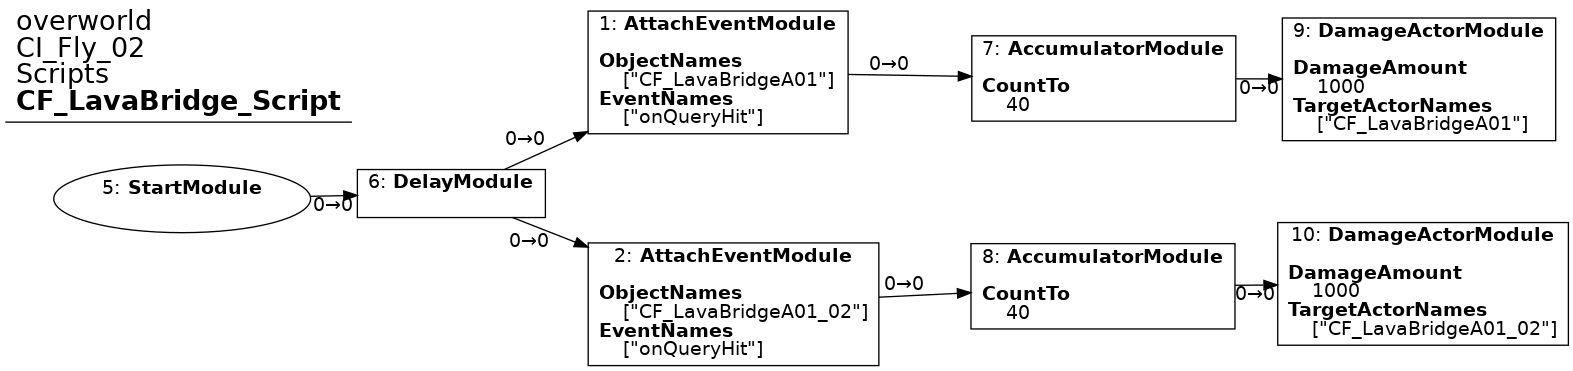 overworld
CI_Fly_02
Scripts
CF_LavaBridge_Script
5: StartModule
0→0
6: DelayModule
0→0
0→0
1: AttachEventModule
ObjectNames
["CF_LavaBridgeA01"]
EventNames
["onQueryHit"]
0→0
7: AccumulatorModule
CountTo
40
0→0
9: DamageActorModule
DamageAmount
1000
TargetActorNames
["CF_LavaBridgeA01"]
2: AttachEventModule
ObjectNames
["CF_LavaBridgeA01_02"]
EventNames
["onQueryHit"]
0→0
8: AccumulatorModule
CountTo
40
0→0
10: DamageActorModule
DamageAmount
1000
TargetActorNames
["CF_LavaBridgeA01_02"]